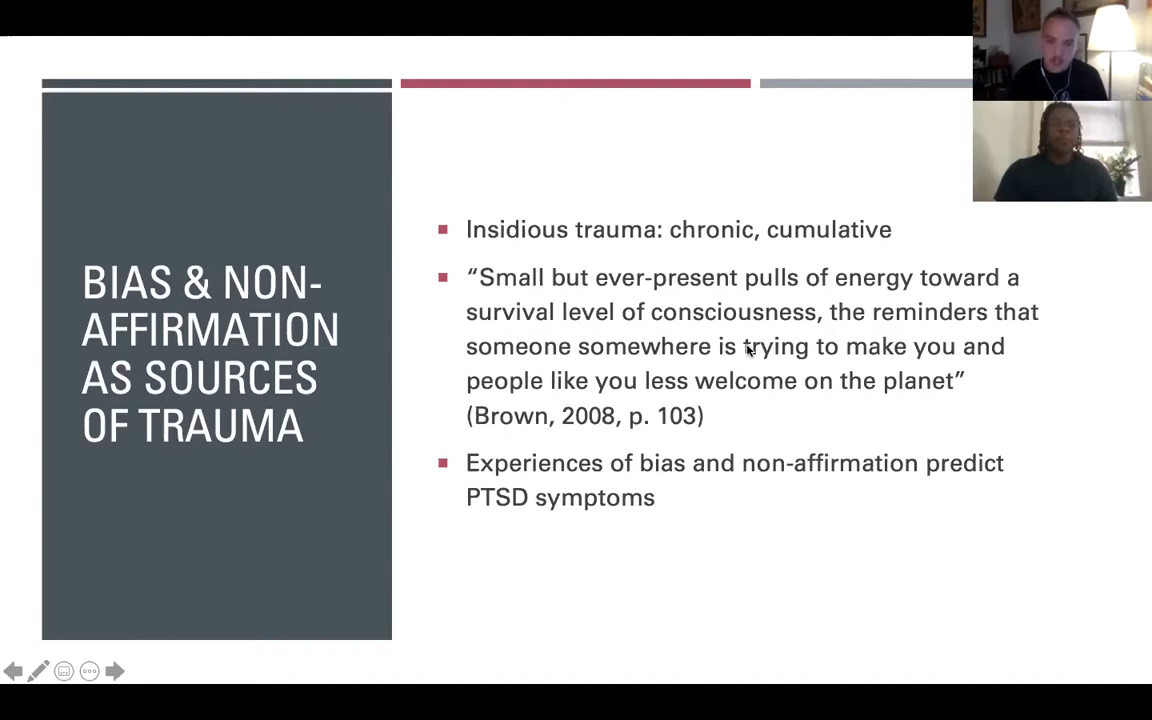 BIAS & NON-
AFFIRMATION
AS SOURCES
OF TRAUMA
Insidious trauma: chronic, cumulative
“Small but ever-present pulls of energy toward a
survival level of consciousness, the reminders that
someone somewhere is trying to make you and
people like you less welcome on the planet”
(Brown, 2008, p. 103)
Experiences of bias and non-affirmation predict
PTSD symptoms